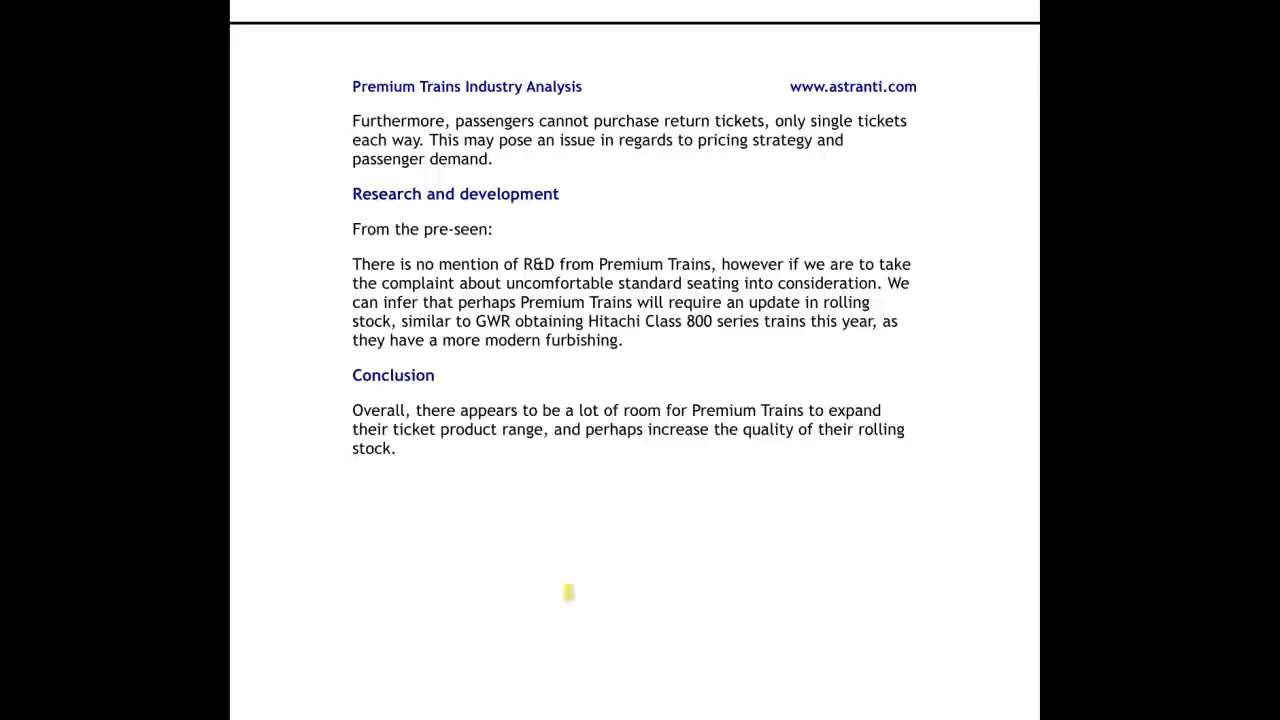 Premium Trains Industry Analysis www.astranti.com
Furthermore, passengers cannot purchase return tickets, only single tickets
each way. This may pose an issue in regards to pricing strategy and
passenger demand.
Research and development
From the pre-seen:
There is no mention of R&D from Premium Trains, however if we are to take
the complaint about uncomfortable standard seating into consideration. We
can infer that perhaps Premium Trains will require an update in rolling
stock, similar to GWR obtaining Hitachi Class 800 series trains this year, as
they have a more modern furbishing.
Conclusion
Overall, there appears to be a lot of room for Premium Trains to expand
their ticket product range, and perhaps increase the quality of their rolling
stock.